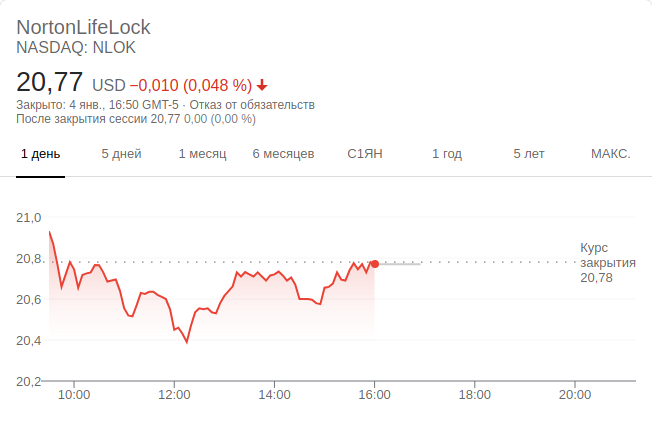 NortonLifeLock
NASDAQ: NLOK
20,77 USD −0,010 (0,048 %)
Закрыто: 4 янв., 16:50 GMT-5 · Отказ от обязательств
После закрытия сессии 20,77 0,00 (0,00 %)
1 день 5 дней 1 месяц 6 месяцев С1ЯН 1 год 5 лет МАКС.
21,0
Курс
20,8 закрытия
20,78
20,6
20,4
20,2
10:00 12:00 14:00 16:00 18:00 20:00